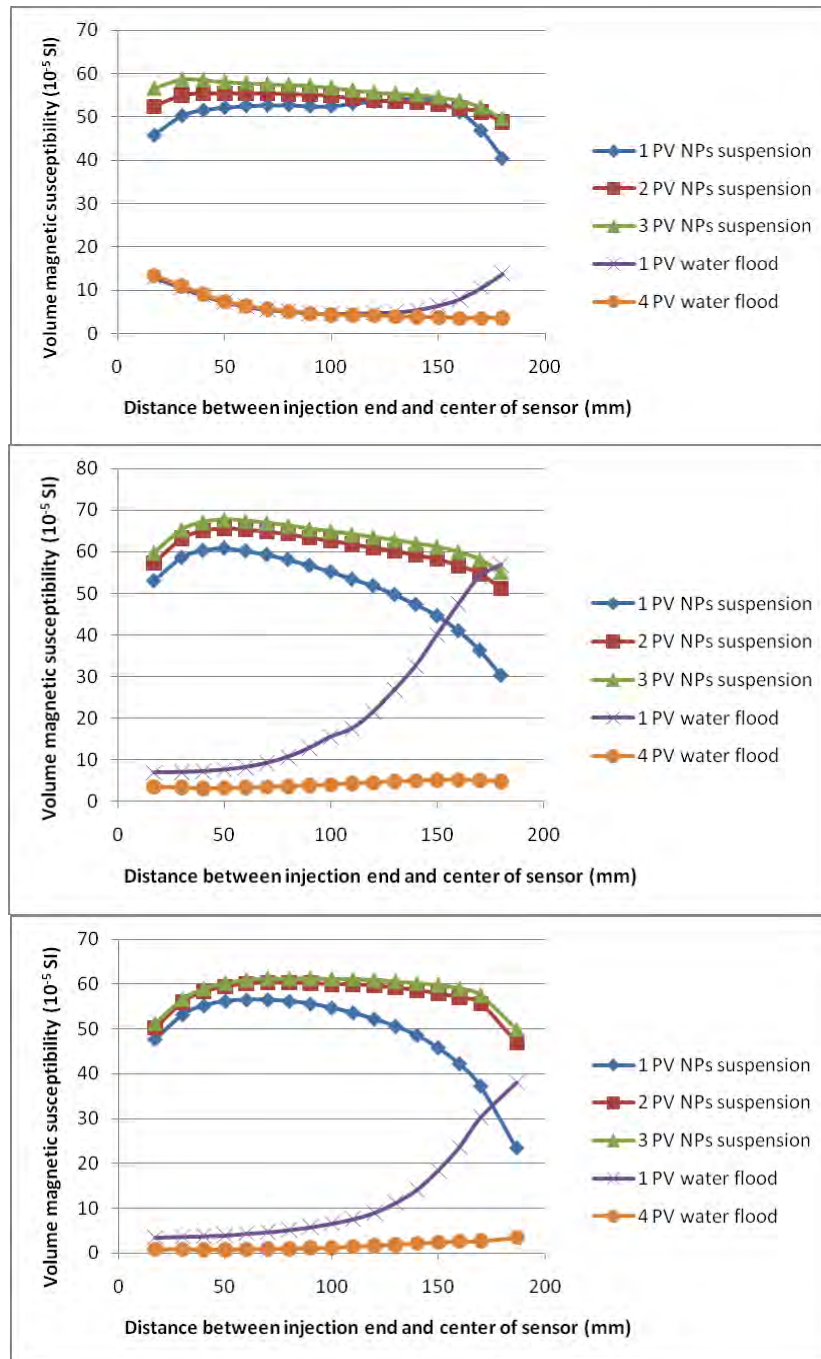 Volume magnetic susceptibility (10⁻⁵ SI)
70
60
50
40
30
20
10
0
0 50 100 150 200
Distance between injection end and center of sensor (mm)
1 PV NPs suspension
2 PV NPs suspension
3 PV NPs suspension
1 PV water flood
4 PV water flood
Volume magnetic susceptibility (10⁻⁵ SI)
80
70
60
50
40
30
20
10
0
0 50 100 150 200
Distance between injection end and center of sensor (mm)
1 PV NPs suspension
2 PV NPs suspension
3 PV NPs suspension
1 PV water flood
4 PV water flood
Volume magnetic susceptibility (10⁻⁵ SI)
70
60
50
40
30
20
10
0
0 50 100 150 200
Distance between injection end and center of sensor (mm)
1 PV NPs suspension
2 PV NPs suspension
3 PV NPs suspension
1 PV water flood
4 PV water flood